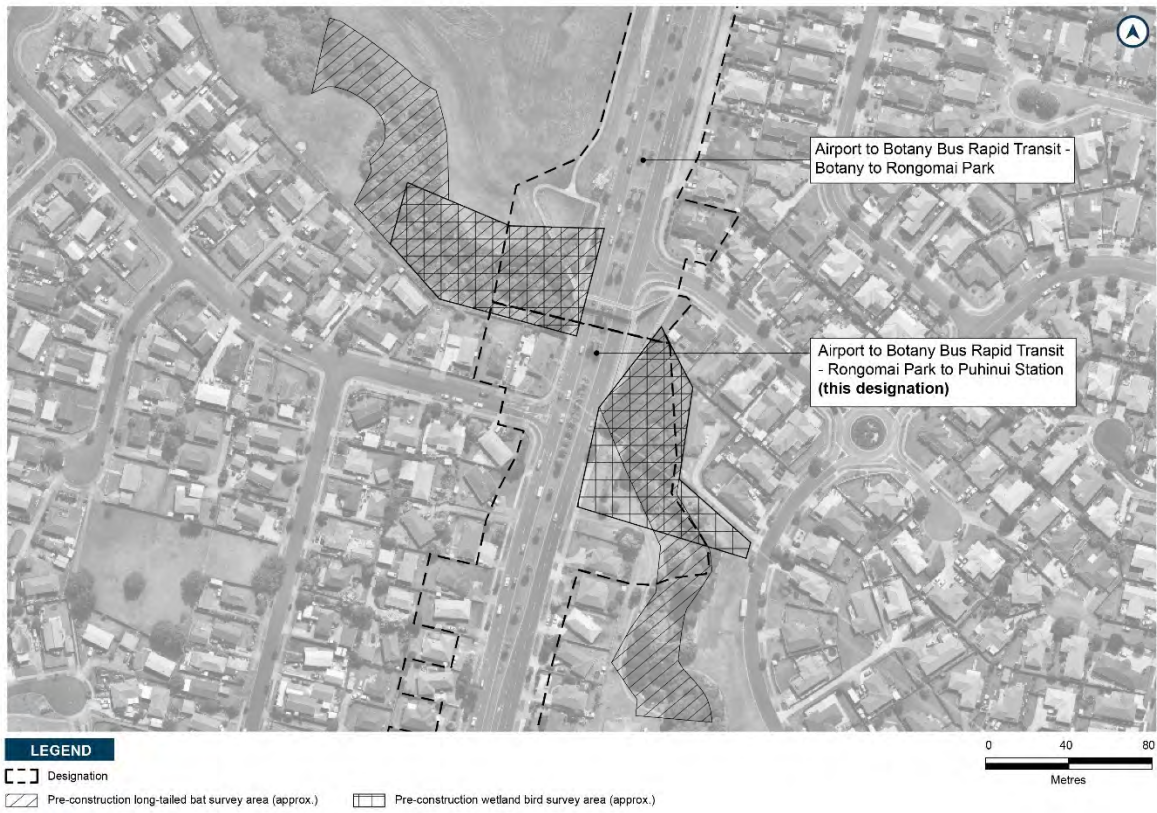 Airport to Botany Bus Rapid Transit -
Botany to Rongomai Park
Airport to Botany Bus Rapid Transit
- Rongomai Park to Puhinui Station
(this designation)
LEGEND
Designation
Pre-construction long-tailed bat survey area (approx.)
Pre-construction wetland bird survey area (approx.)
0 40 80
Metres